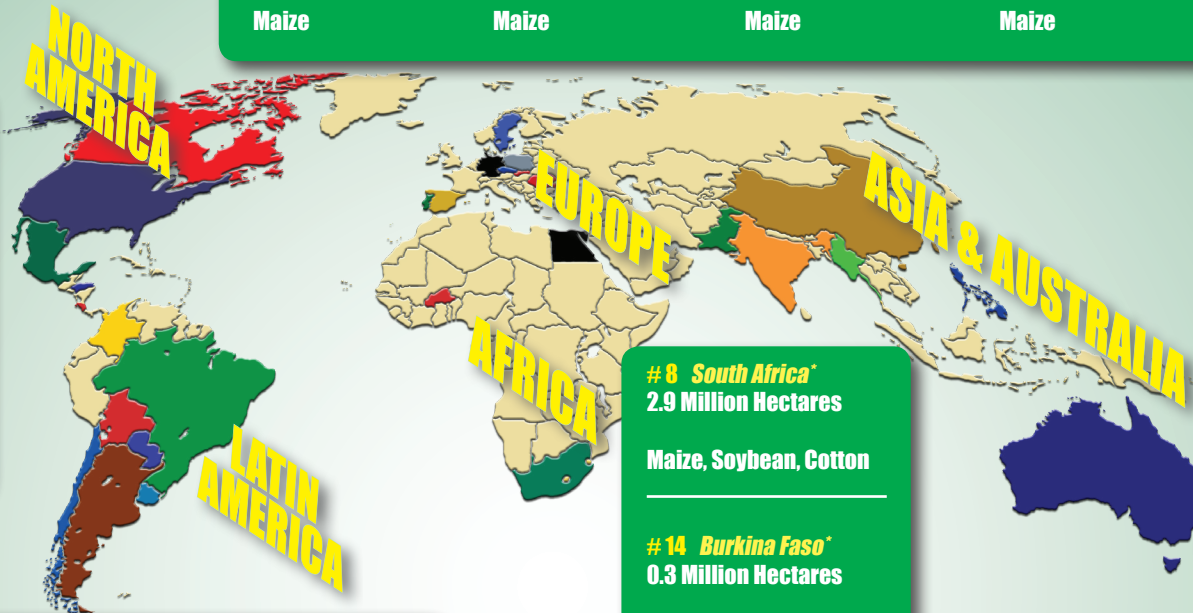 Maize Maize Maize Maize
NORTH
AMERICA
EUROPE
ASIA & AUSTRALIA
AFRICA
LATIN
AMERICA
# 8 South Africa*
2.9 Million Hectares
Maize, Soybean, Cotton
# 14 Burkina Faso*
0.3 Million Hectares